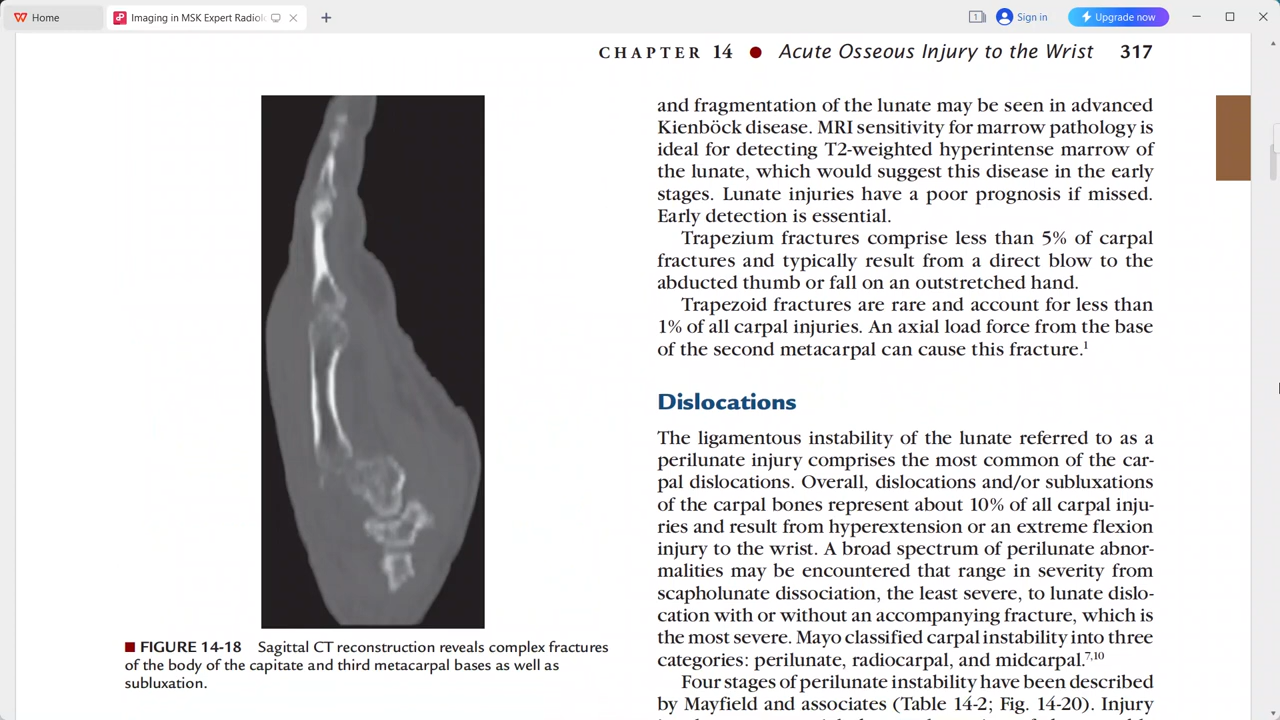 Home
Imaging in MSK Expert Radiol
1
Sign in
Upgrade now
CHAPTER 14 ● Acute Osseous Injury to the Wrist 317
■ FIGURE 14-18 Sagittal CT reconstruction reveals complex fractures
of the body of the capitate and third metacarpal bases as well as
subluxation.
and fragmentation of the lunate may be seen in advanced
Kienböck disease. MRI sensitivity for marrow pathology is
ideal for detecting T2-weighted hyperintense marrow of
the lunate, which would suggest this disease in the early
stages. Lunate injuries have a poor prognosis if missed.
Early detection is essential.
Trapezium fractures comprise less than 5% of carpal
fractures and typically result from a direct blow to the
abducted thumb or fall on an outstretched hand.
Trapezoid fractures are rare and account for less than
1% of all carpal injuries. An axial load force from the base
of the second metacarpal can cause this fracture.1
Dislocations
The ligamentous instability of the lunate referred to as a
perilunate injury comprises the most common of the car-
pal dislocations. Overall, dislocations and/or subluxations
of the carpal bones represent about 10% of all carpal inju-
ries and result from hyperextension or an extreme flexion
injury to the wrist. A broad spectrum of perilunate abnor-
malities may be encountered that range in severity from
scapholunate dissociation, the least severe, to lunate dislo-
cation with or without an accompanying fracture, which is
the most severe. Mayo classified carpal instability into three
categories: perilunate, radiocarpal, and midcarpal.7,10
Four stages of perilunate instability have been described
by Mayfield and associates (Table 14-2; Fig. 14-20). Injury